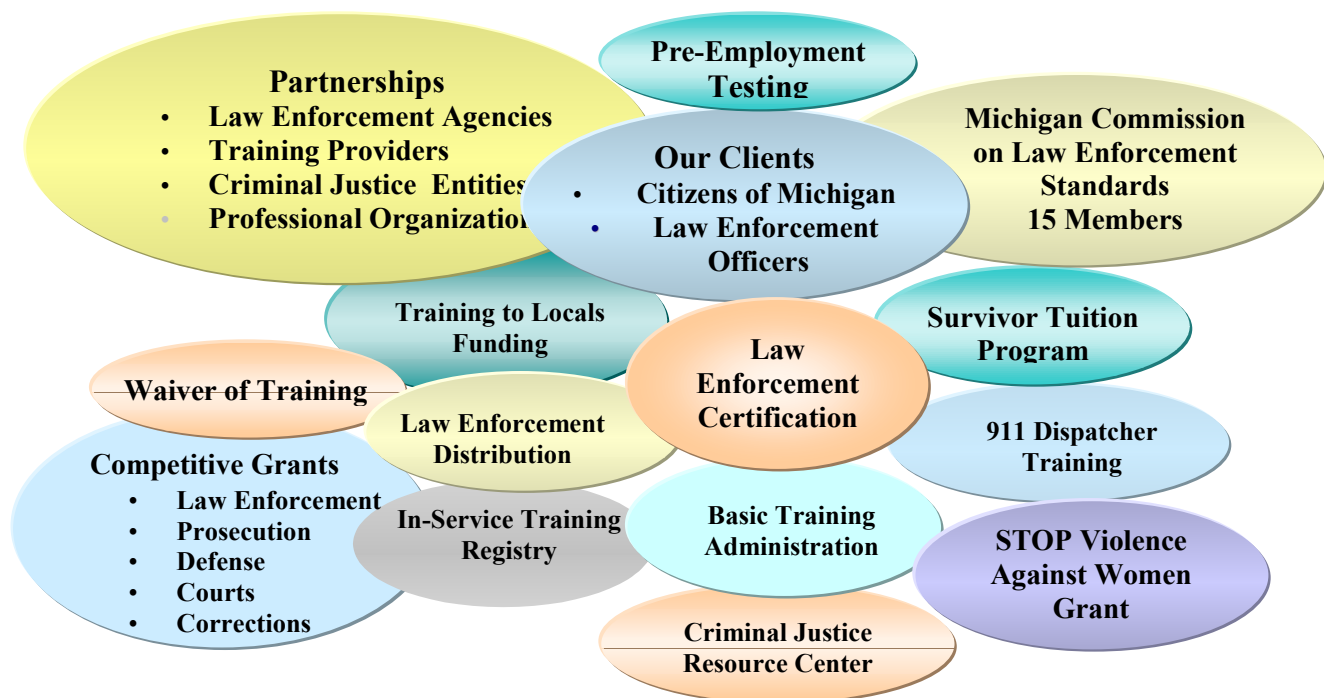 Pre-Employment
Testing
Partnerships
• Law Enforcement Agencies
• Training Providers
• Criminal Justice Entities
• Professional Organization
Our Clients
• Citizens of Michigan
• Law Enforcement
Officers
Michigan Commission
on Law Enforcement
Standards
15 Members
Training to Locals
Funding
Law
Enforcement
Certification
Survivor Tuition
Program
Waiver of Training
Law Enforcement
Distribution
911 Dispatcher
Training
Competitive Grants
• Law Enforcement
• Prosecution
• Defense
• Courts
• Corrections
In-Service Training
Registry
Basic Training
Administration
STOP Violence
Against Women
Grant
Criminal Justice
Resource Center